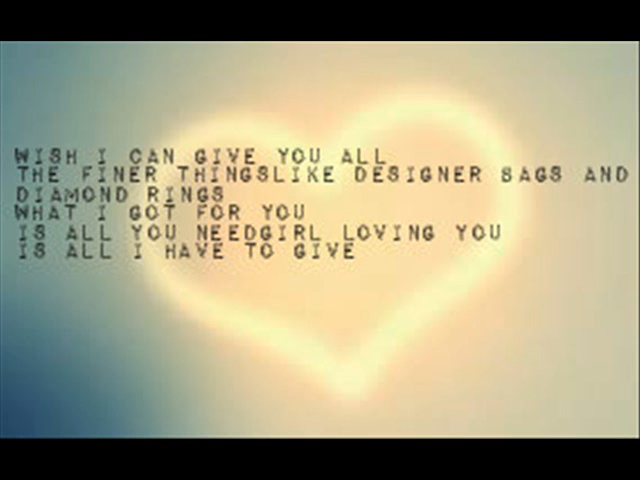 WISH I CAN GIVE YOU ALL
THE FINER THINGSLIKE DESIGNER BAGS AND
DIAMOND RINGS
WHAT I GOT FOR YOU
IS ALL YOU NEEDGIRL LOVING YOU
IS ALL I HAVE TO GIVE